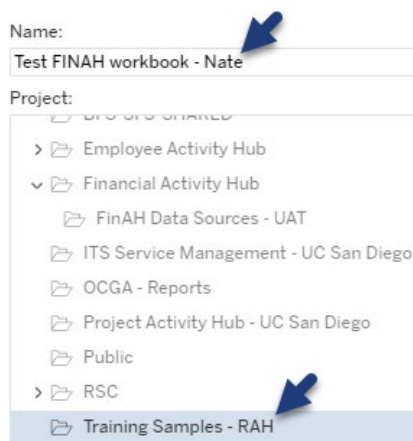 Name:
Test FINAH workbook - Nate
Project:
Employee Activity Hub
Financial Activity Hub
FinAH Data Sources - UAT
ITS Service Management - UC San Diego
OCGA - Reports
Project Activity Hub - UC San Diego
Public
RSC
Training Samples - RAH